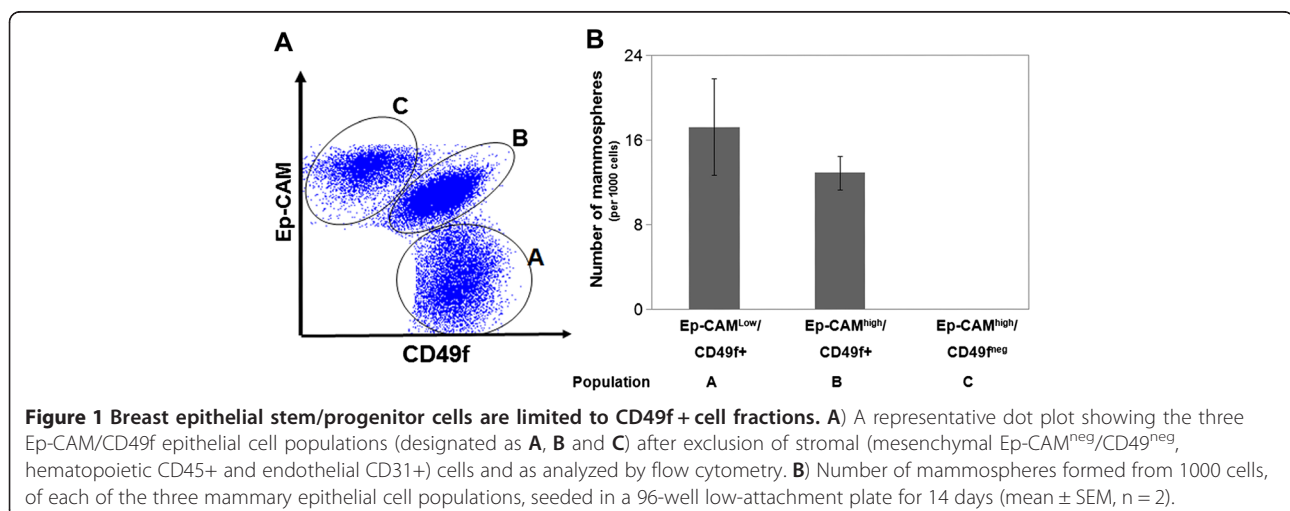 A
C
B
A
Ep-CAM
CD49f
B
24
16
8
0
Number of mammospheres
(per 1000 cells)
Ep-CAMLow/ Ep-CAMhigh/ Ep-CAMhigh/
CD49f+ CD49f+ CD49fneg
Population A B C
Figure 1 Breast epithelial stem/progenitor cells are limited to CD49f + cell fractions. A) A representative dot plot showing the three
Ep-CAM/CD49f epithelial cell populations (designated as A, B and C) after exclusion of stromal (mesenchymal Ep-CAMneg/CD49neg,
hematopoietic CD45+ and endothelial CD31+) cells and as analyzed by flow cytometry. B) Number of mammospheres formed from 1000 cells,
of each of the three mammary epithelial cell populations, seeded in a 96-well low-attachment plate for 14 days (mean ± SEM, n = 2).